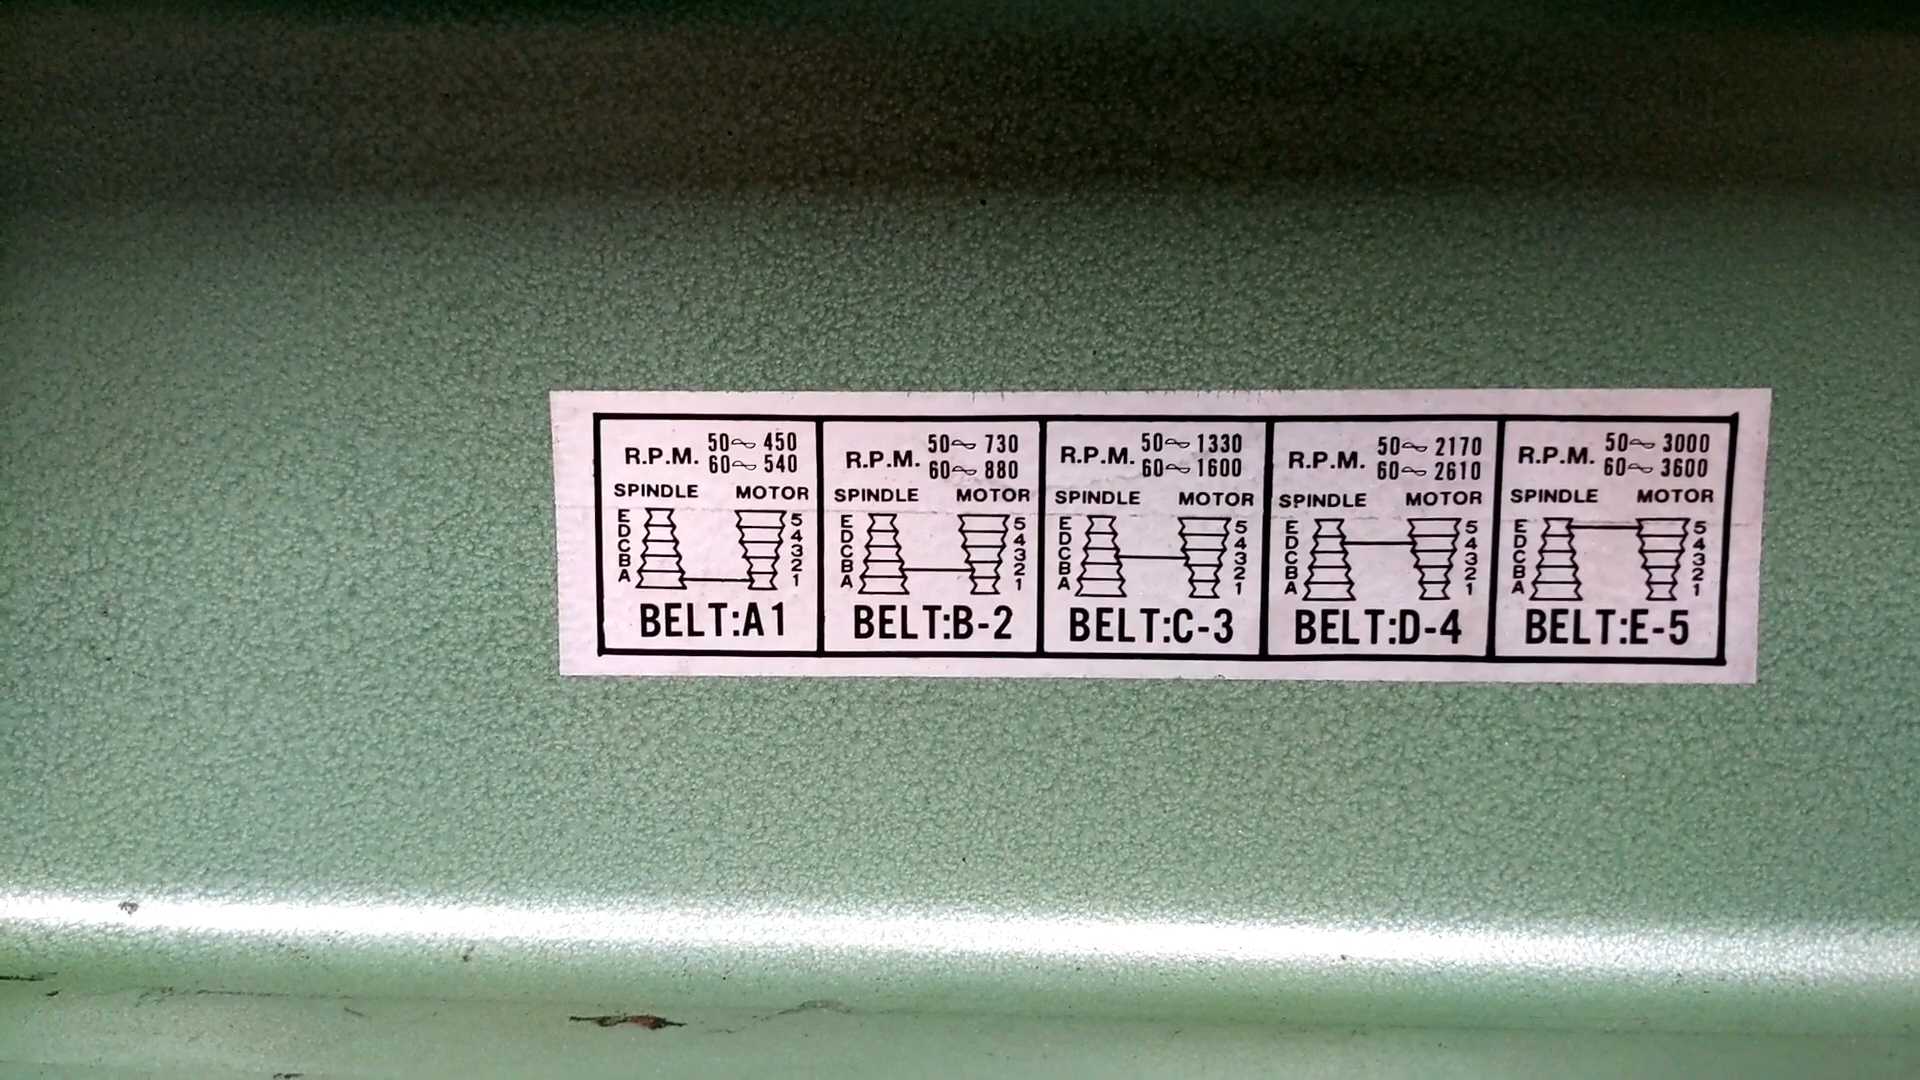 R.P.M. 50~ 450
60~ 540
SPINDLE MOTOR
E 5
D 4
C 3
B 2
A 1
BELT:A1
R.P.M. 50~ 730
60~ 880
SPINDLE MOTOR
E 5
D 4
C 3
B 2
A 1
BELT:B-2
R.P.M. 50~ 1330
60~ 1600
SPINDLE MOTOR
E 5
D 4
C 3
B 2
A 1
BELT:C-3
R.P.M. 50~ 2170
60~ 2610
SPINDLE MOTOR
E 5
D 4
C 3
B 2
A 1
BELT:D-4
R.P.M. 50~ 3000
60~ 3600
SPINDLE MOTOR
E 5
D 4
C 3
B 2
A 1
BELT:E-5